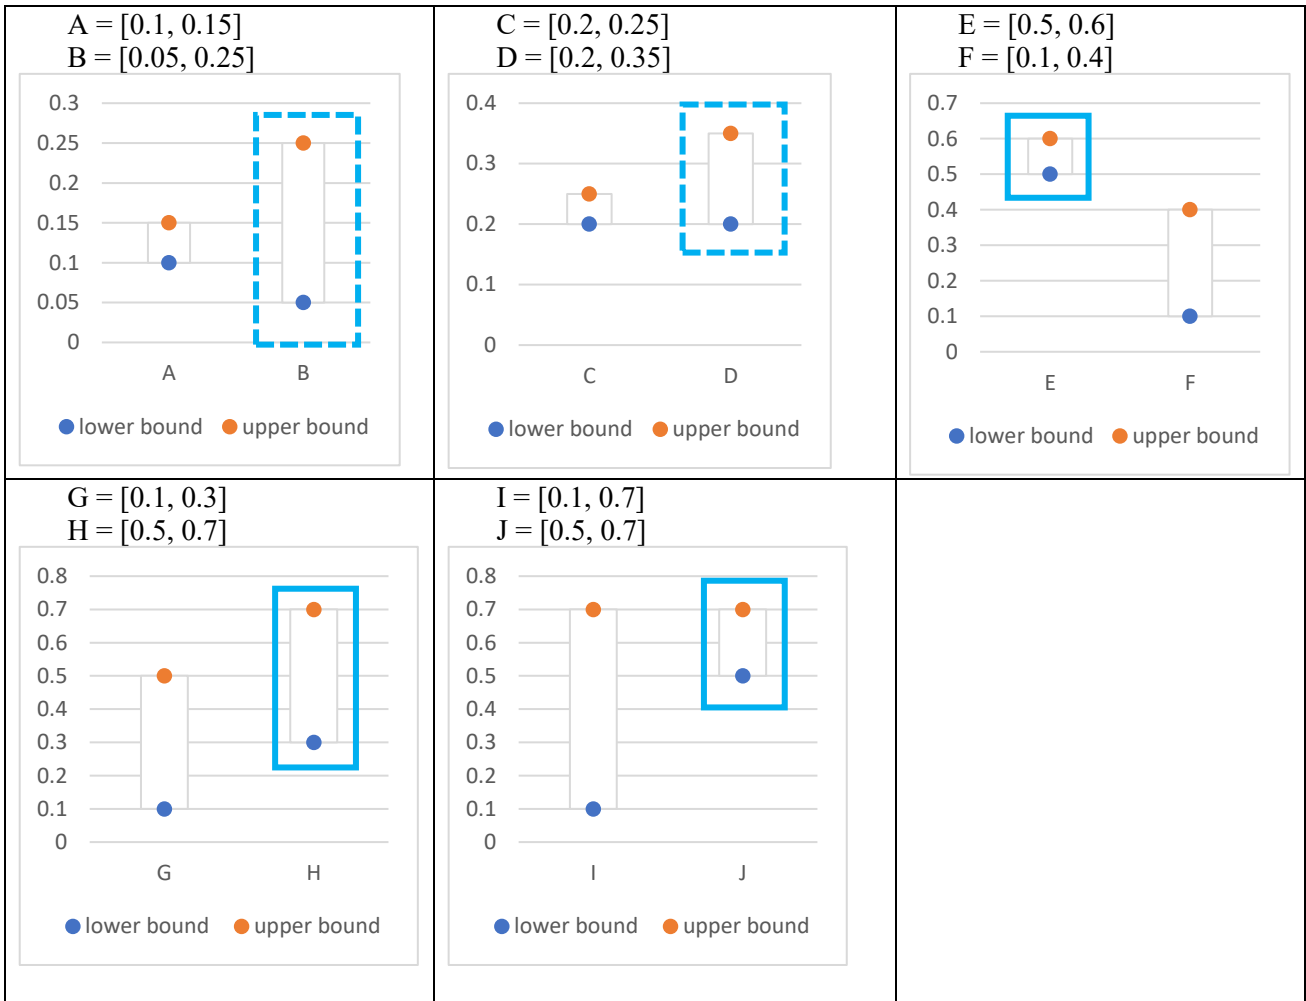 A = [0.1, 0.15]
B = [0.05, 0.25]
0.3
0.25
0.2
0.15
0.1
0.05
0
A B
lower bound upper bound
C = [0.2, 0.25]
D = [0.2, 0.35]
0.4
0.3
0.2
0.1
0
C D
lower bound upper bound
E = [0.5, 0.6]
F = [0.1, 0.4]
0.7
0.6
0.5
0.4
0.3
0.2
0.1
0
E F
lower bound upper bound
G = [0.1, 0.3]
H = [0.5, 0.7]
0.8
0.7
0.6
0.5
0.4
0.3
0.2
0.1
0
G H
lower bound upper bound
I = [0.1, 0.7]
J = [0.5, 0.7]
0.8
0.7
0.6
0.5
0.4
0.3
0.2
0.1
0
I J
lower bound upper bound